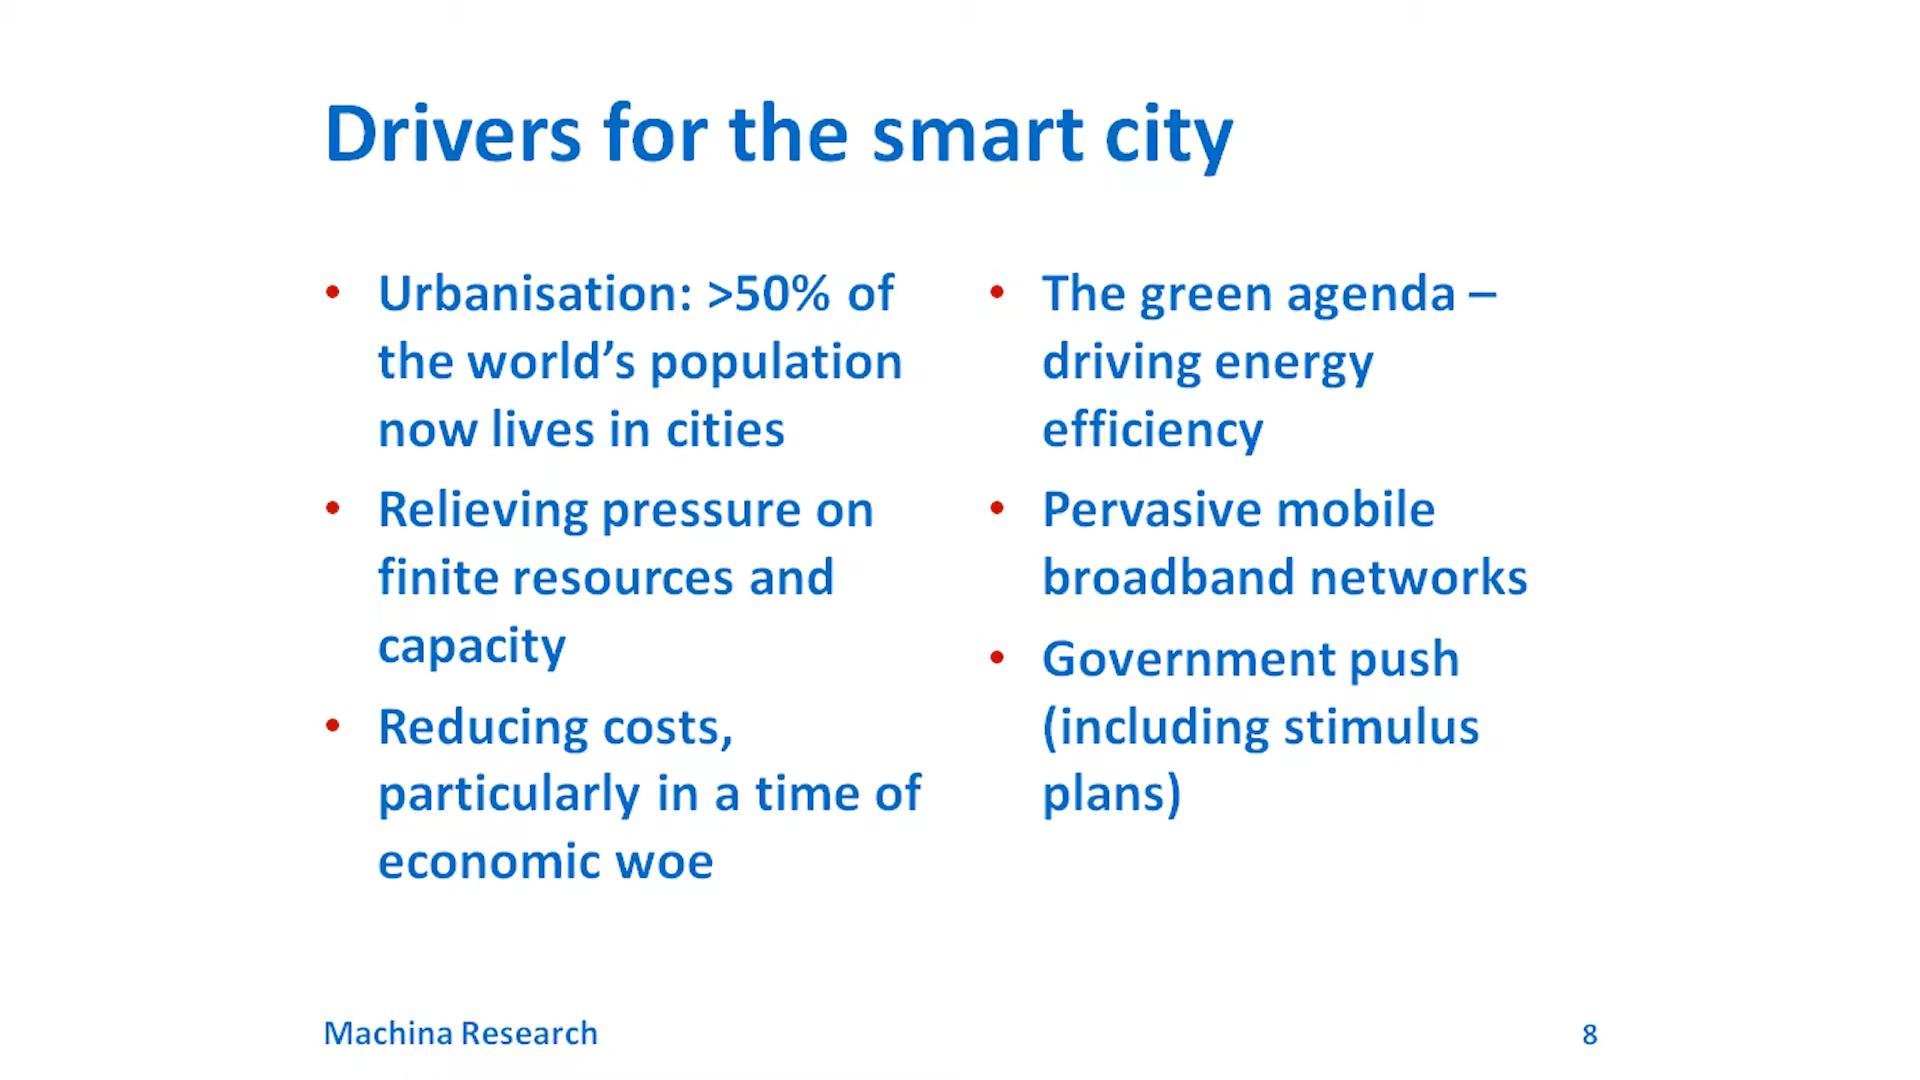 Drivers for the smart city
• Urbanisation: >50% of
the world’s population
now lives in cities
• Relieving pressure on
finite resources and
capacity
• Reducing costs,
particularly in a time of
economic woe
• The green agenda –
driving energy
efficiency
• Pervasive mobile
broadband networks
• Government push
(including stimulus
plans)
Machina Research
8